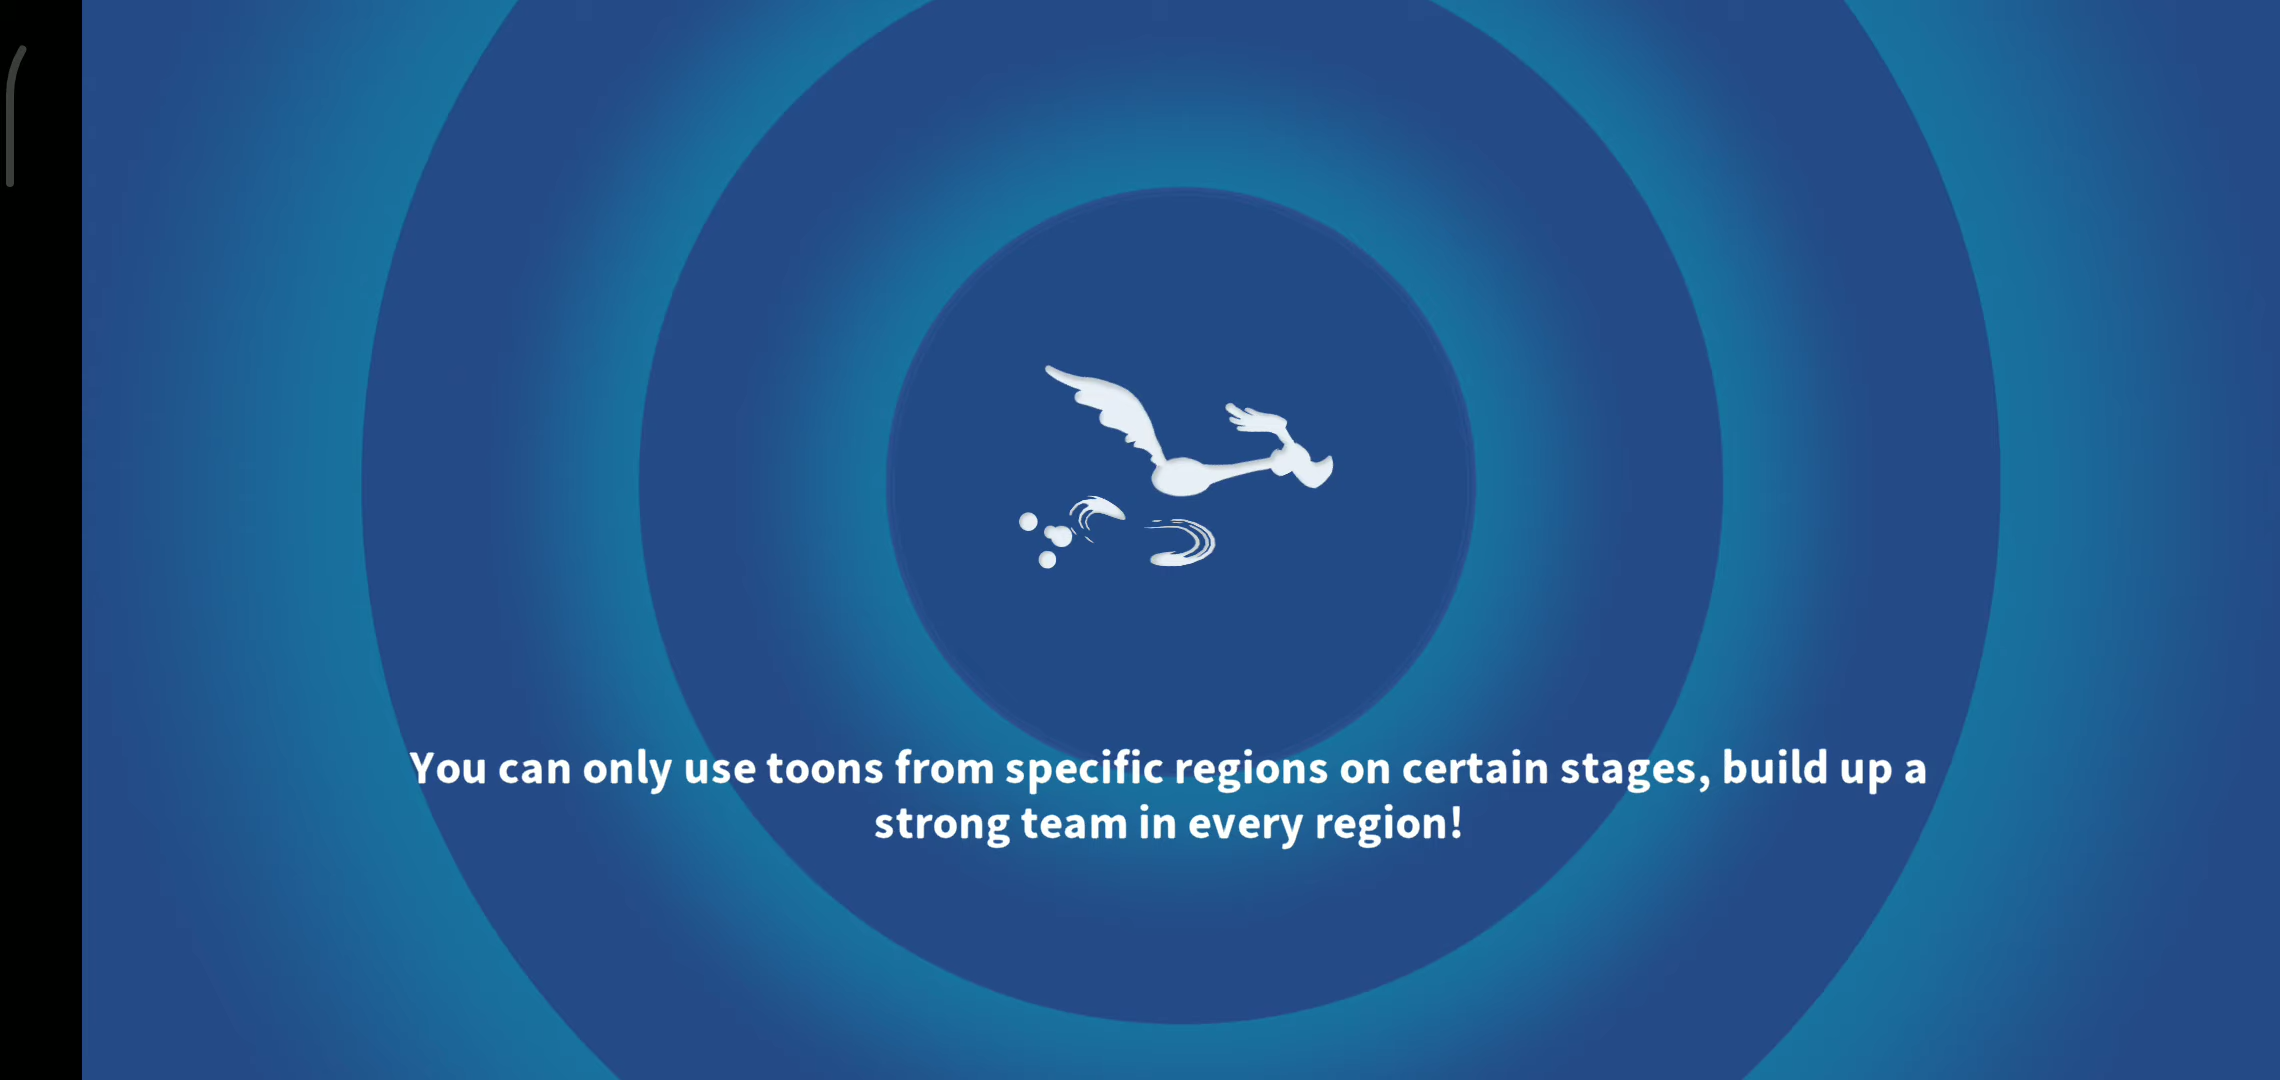 You can only use toons from specific regions on certain stages, build up a
strong team in every region!